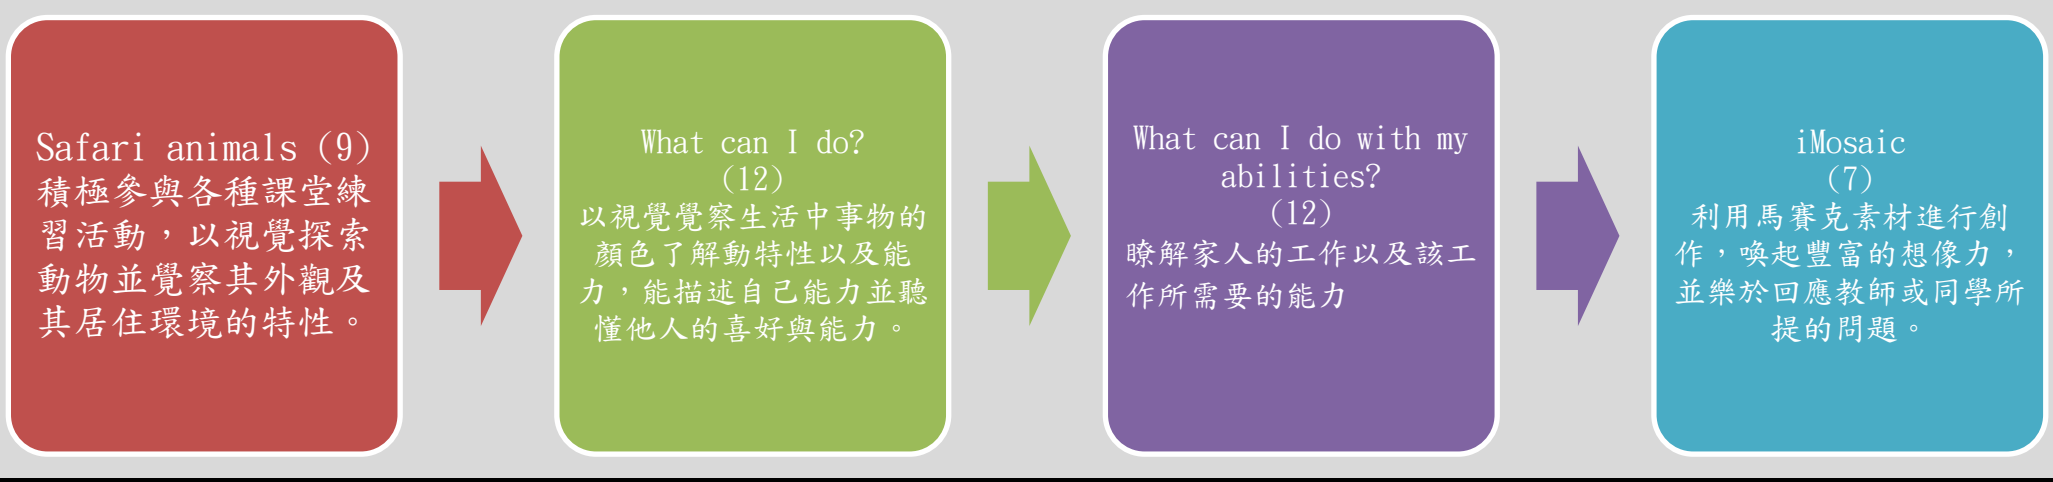 Safari animals (9)
積極參與各種課堂練
習活動，以視覺探索
動物並覺察其外觀及
其居住環境的特性。
What can I do?
(12)
以視覺覺察生活中事物的
顏色了解動特性以及能
力，能描述自己能力並聽
懂他人的喜好與能力。
What can I do with my
abilities?
(12)
瞭解家人的工作以及該工
作所需要的能力
iMosaic
(7)
利用馬賽克素材進行創
作，喚起豐富的想像力，
並樂於回應教師或同學所
提的問題。